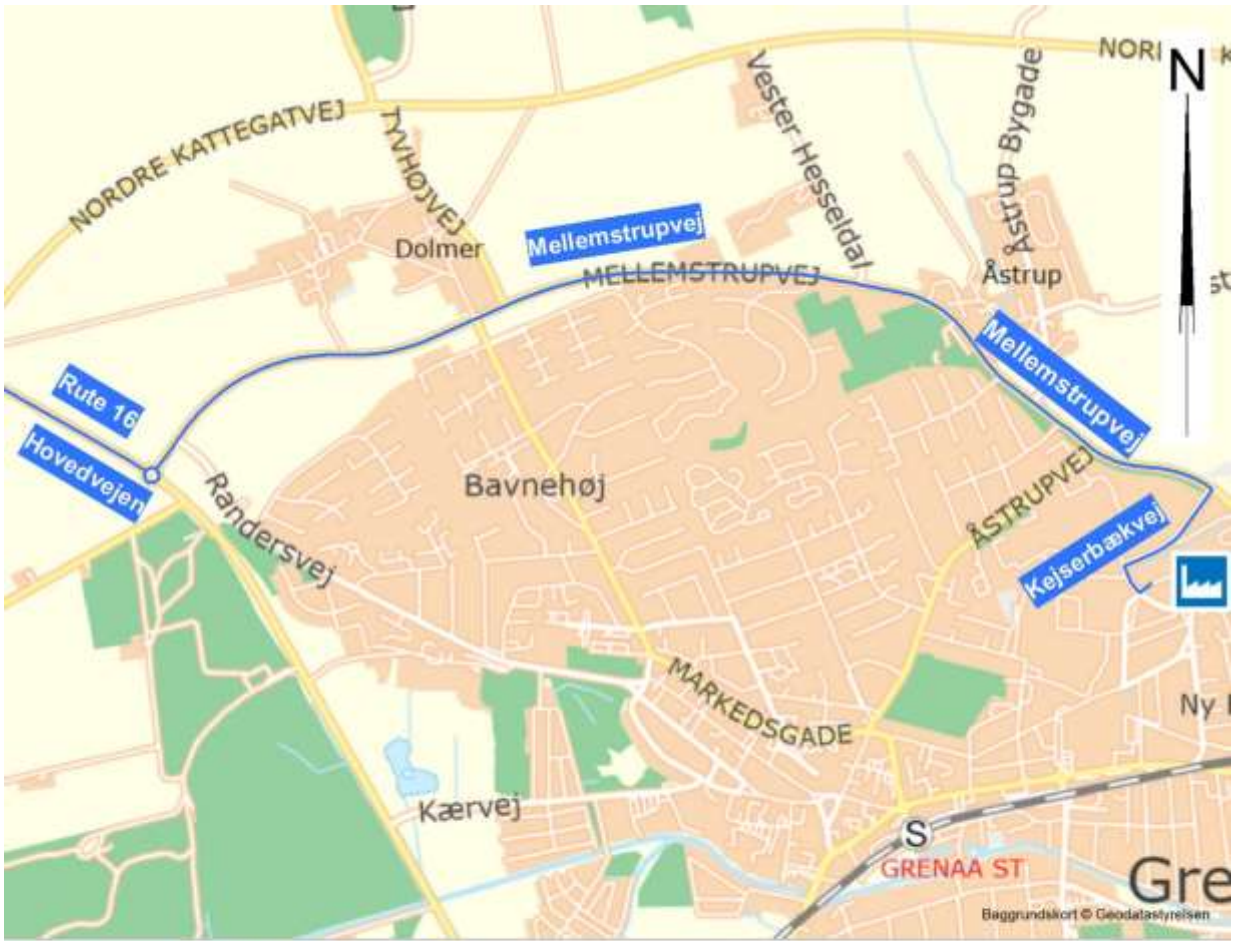 NORDRE KATTEGATVEJ
TYVHØJVEJ
Vester Hesseldal
Åstrup Bygade
N
Dolmer
Mellemstrupvej
MELLEMSTRUPVEJ
Åstrup
Rute 16
Hovedvejen
Mellemstrupvej
Randersvej
Bavnehøj
ÅSTRUPVEJ
Kejserbækvej
MARKEDSGADE
Ny
Kærvej
S
GRENAA ST
Gre
Baggrundskort © Geodatastyrelsen